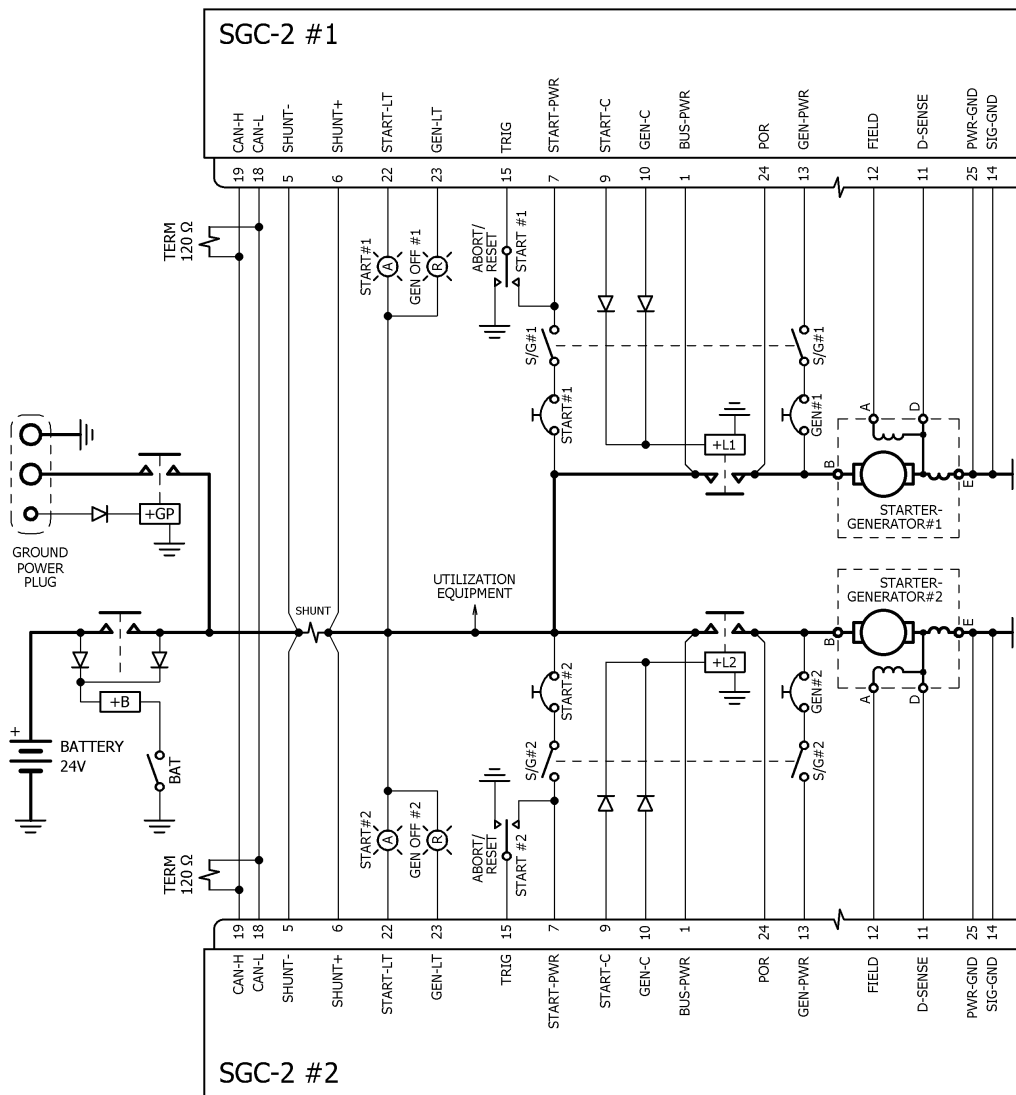 SGC-2 #1
CAN-H
CAN-L
SHUNT-
SHUNT+
START-LT
GEN-LT
TRIG
START-PWR
START-C
GEN-C
BUS-PWR
POR
GEN-PWR
FIELD
D-SENSE
PWR-GND
SIG-GND
19
18
5
6
22
23
15
7
9
10
1
24
13
12
11
25
14
TERM
120 Ω
START#1
A
GEN OFF #1
R
ABORT/
RESET
START #1
S/G#1
S/G#1
START#1
GEN#1
+L1
A
D
B
E
STARTER-
GENERATOR#1
+GP
GROUND
POWER
PLUG
SHUNT
UTILIZATION
EQUIPMENT
STARTER-
GENERATOR#2
B
E
A
D
+L2
START#2
GEN#2
+B
+
BATTERY
24V
BAT
S/G#2
S/G#2
START#2
A
GEN OFF #2
R
ABORT/
RESET
START #2
TERM
120 Ω
19
18
5
6
22
23
15
7
9
10
1
24
13
12
11
25
14
CAN-H
CAN-L
SHUNT-
SHUNT+
START-LT
GEN-LT
TRIG
START-PWR
START-C
GEN-C
BUS-PWR
POR
GEN-PWR
FIELD
D-SENSE
PWR-GND
SIG-GND
SGC-2 #2